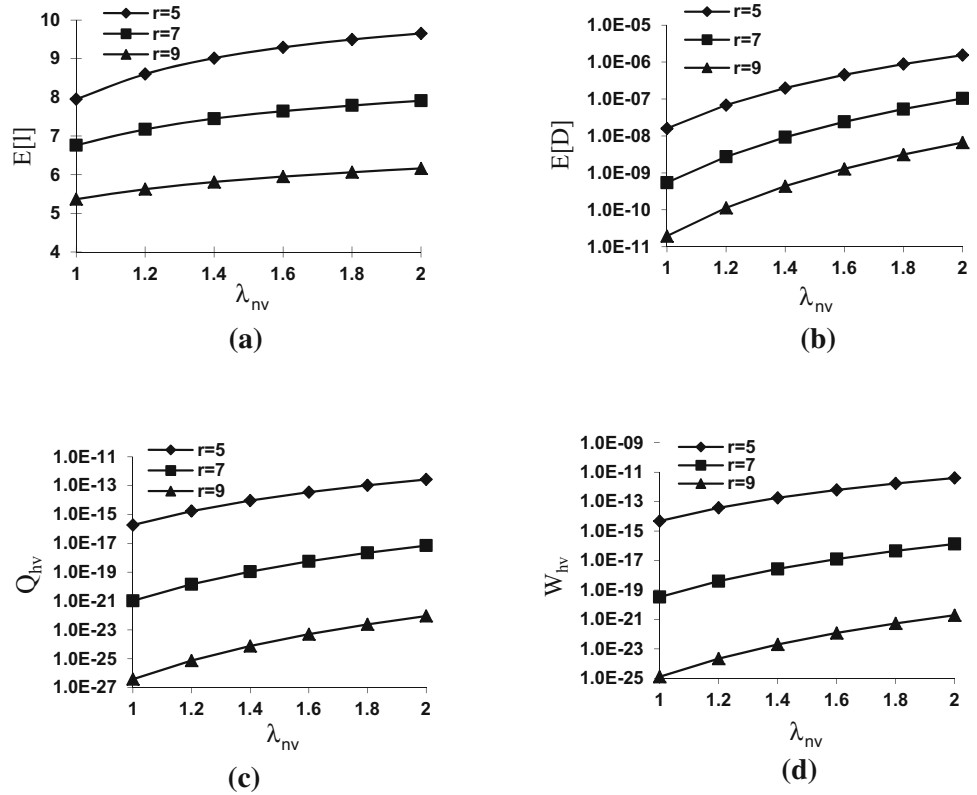 r=5
r=7
r=9
10
9
8
7
6
5
4
E[l]
1 1.2 1.4 1.6 1.8 2
λnv
(a)
r=5
r=7
r=9
1.0E-05
1.0E-06
1.0E-07
1.0E-08
1.0E-09
1.0E-10
1.0E-11
E[D]
1 1.2 1.4 1.6 1.8 2
λnv
(b)
r=5
r=7
r=9
1.0E-11
1.0E-13
1.0E-15
1.0E-17
1.0E-19
1.0E-21
1.0E-23
1.0E-25
1.0E-27
Qhv
1 1.2 1.4 1.6 1.8 2
λnv
(c)
r=5
r=7
r=9
1.0E-09
1.0E-11
1.0E-13
1.0E-15
1.0E-17
1.0E-19
1.0E-21
1.0E-23
1.0E-25
Whv
1 1.2 1.4 1.6 1.8 2
λnv
(d)